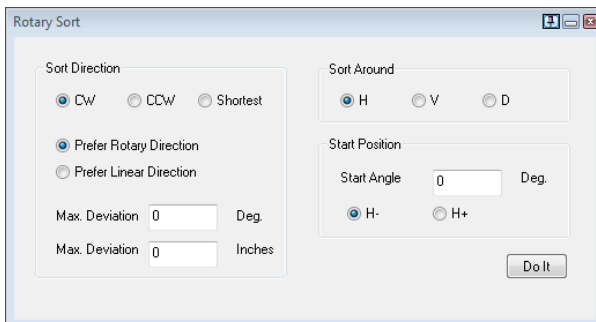 Rotary Sort
Sort Direction
CW CCW Shortest
Prefer Rotary Direction
Prefer Linear Direction
Max. Deviation 0 Deg.
Max. Deviation 0 Inches
Sort Around
H V D
Start Position
Start Angle 0 Deg.
H- H+
Do It